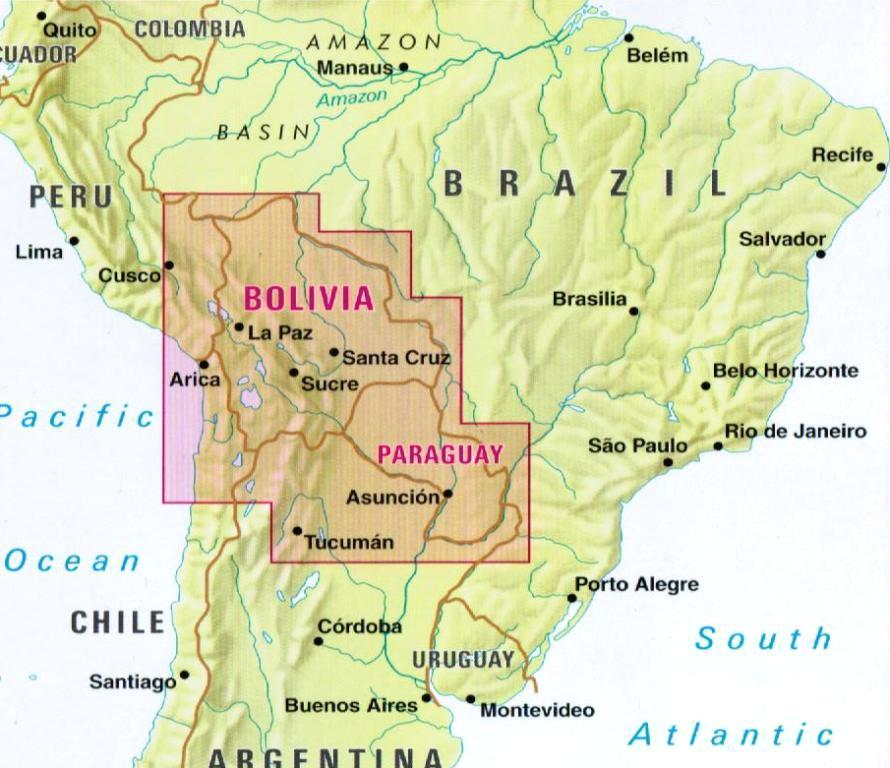 Quito
COLOMBIA
CUADOR
AMAZON
Manaus
Belém
Amazon
BASIN
Recife
PERU
BRAZIL
Lima
Cusco
Salvador
BOLIVIA
Brasilia
La Paz
Santa Cruz
Arica
Sucre
Belo Horizonte
Pacific
PARAGUAY
São Paulo
Rio de Janeiro
Asunción
Tucumán
Ocean
Porto Alegre
CHILE
Córdoba
South
URUGUAY
Santiago
Buenos Aires
Montevideo
Atlantic
ARGENTINA